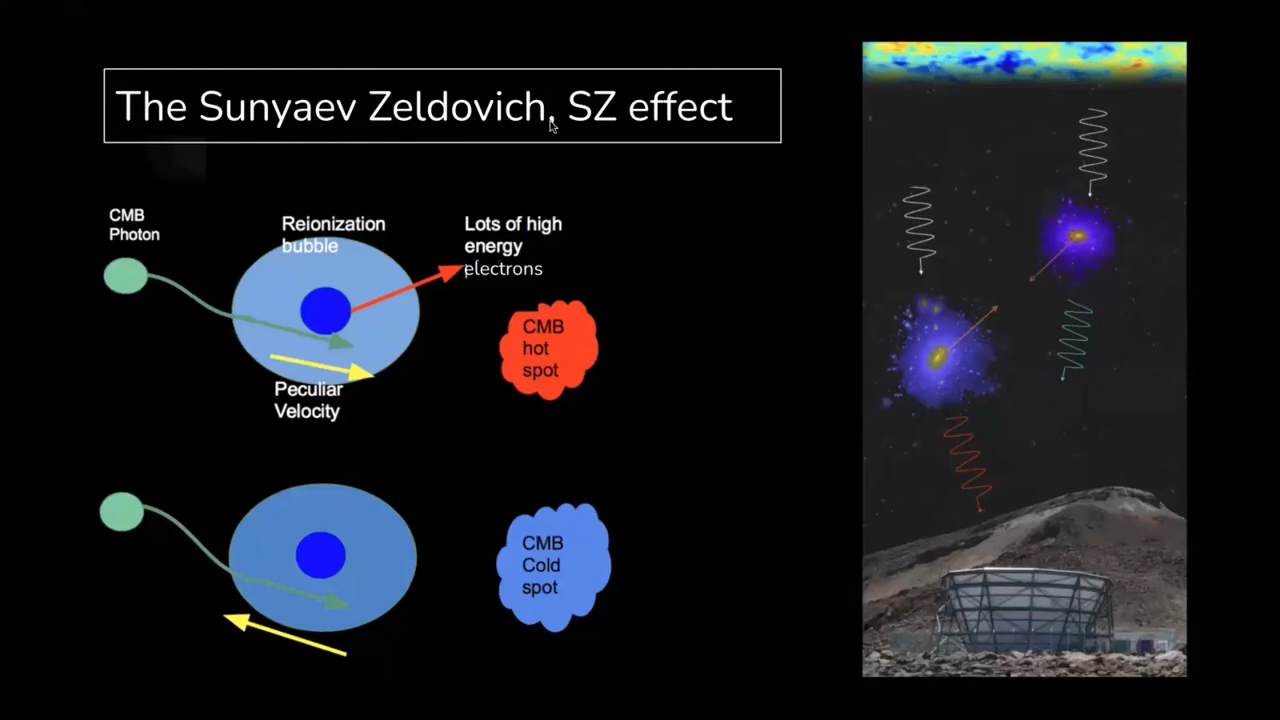 The Sunyaev Zeldovich, SZ effect
CMB
Photon
Reionization
bubble
Lots of high
energy
electrons
CMB
hot
spot
Peculiar
Velocity
CMB
Cold
spot